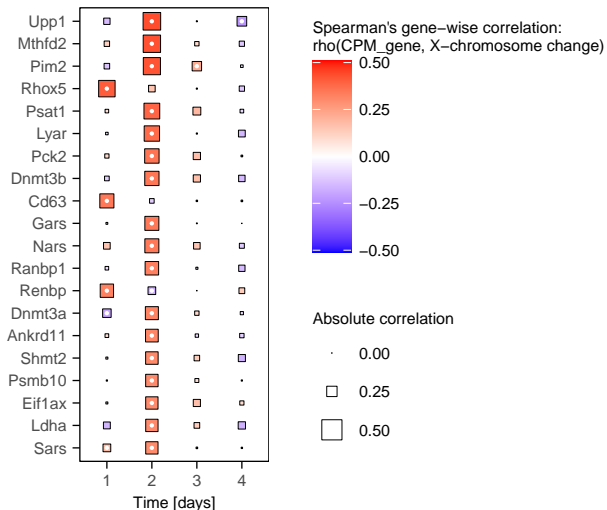 Upp1
Mthfd2
Pim2
Rhox5
Psat1
Lyar
Pck2
Dnmt3b
Cd63
Gars
Nars
Ranbp1
Renbp
Dnmt3a
Ankrd11
Shmt2
Psmb10
Eif1ax
Ldha
Sars
1 2 3 4
Time [days]
Spearman's gene−wise correlation:
rho(CPM_gene, X−chromosome change)
0.50
0.25
0.00
−0.25
−0.50
Absolute correlation
0.00
0.25
0.50